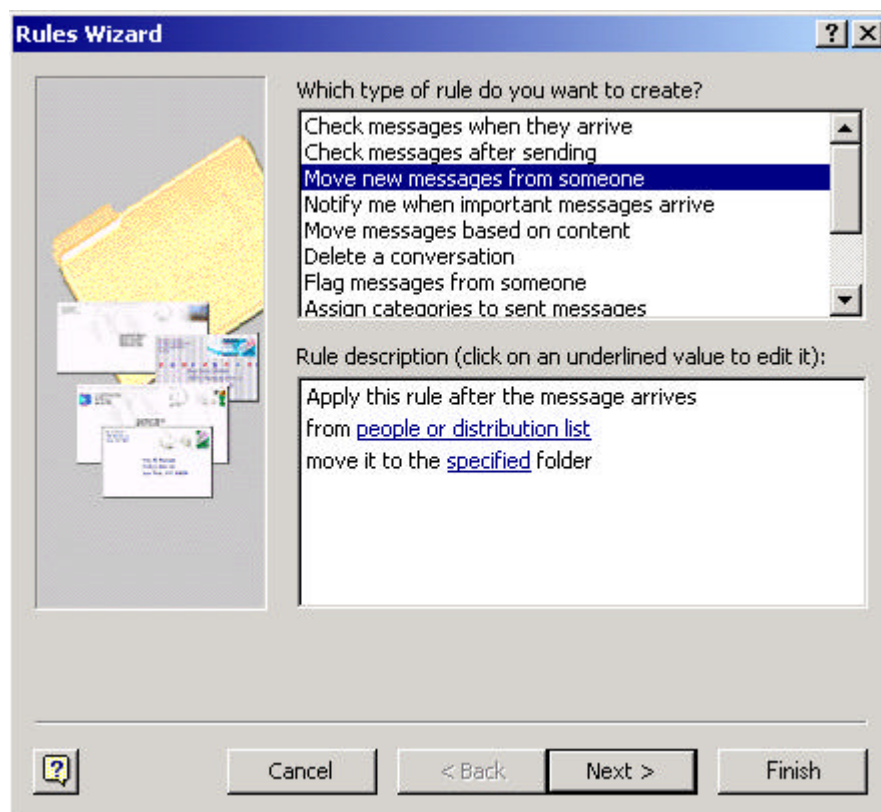 Rules Wizard
Which type of rule do you want to create?
Check messages when they arrive
Check messages after sending
Move new messages from someone
Notify me when important messages arrive
Move messages based on content
Delete a conversation
Flag messages from someone
Assign categories to sent messages
Rule description (click on an underlined value to edit it):
Apply this rule after the message arrives
from people or distribution list
move it to the specified folder
Cancel
< Back
Next >
Finish